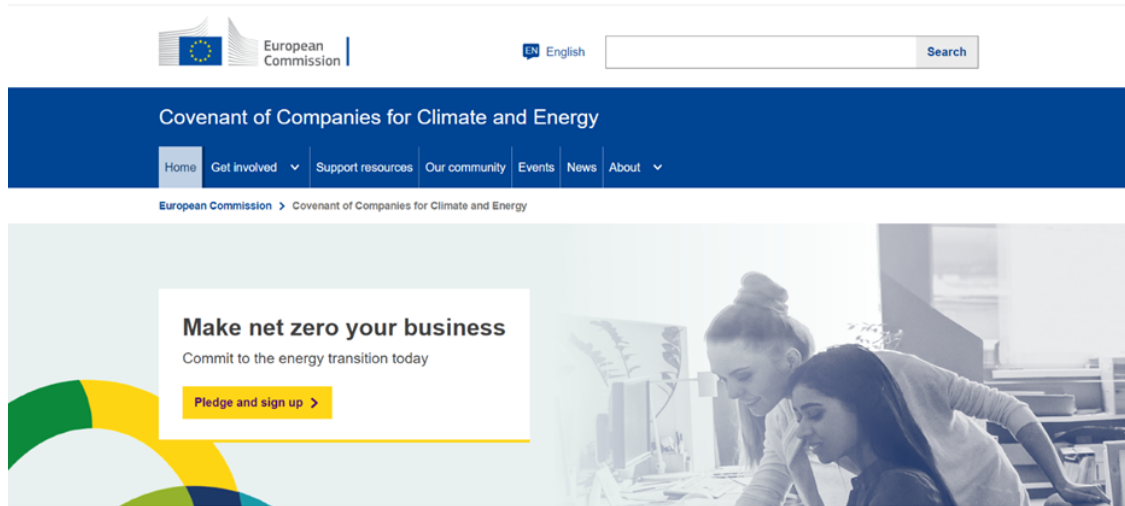 European
Commission
EN English
Search
Covenant of Companies for Climate and Energy
Home Get involved Support resources Our community Events News About
European Commission > Covenant of Companies for Climate and Energy
Make net zero your business
Commit to the energy transition today
Pledge and sign up >